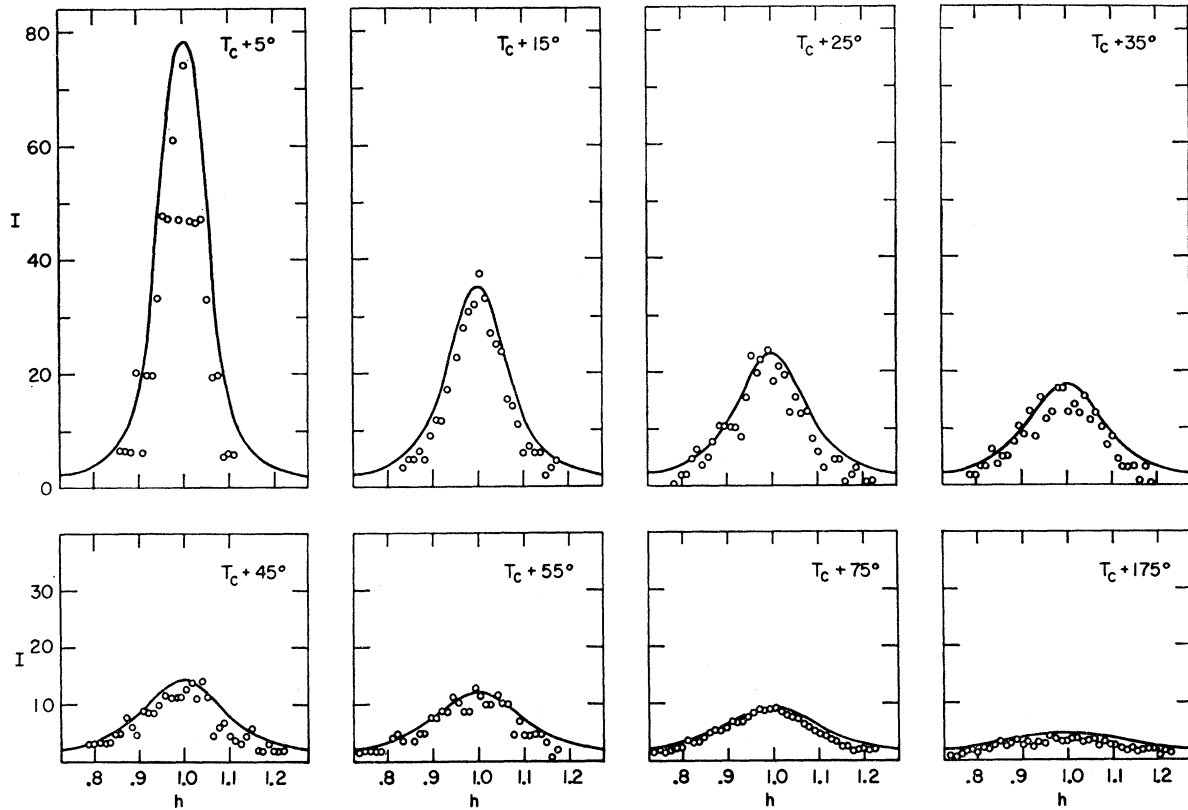 80
60
I
40
20
0
T_C + 5°
T_C + 15°
T_C + 25°
T_C + 35°
30
I 20
10
T_C + 45°
T_C + 55°
T_C + 75°
T_C + 175°
.8 .9 1.0 1.1 1.2
.8 .9 1.0 1.1 1.2
.8 .9 1.0 1.1 1.2
.9 1.0 1.1 1.2
h
h
h
h